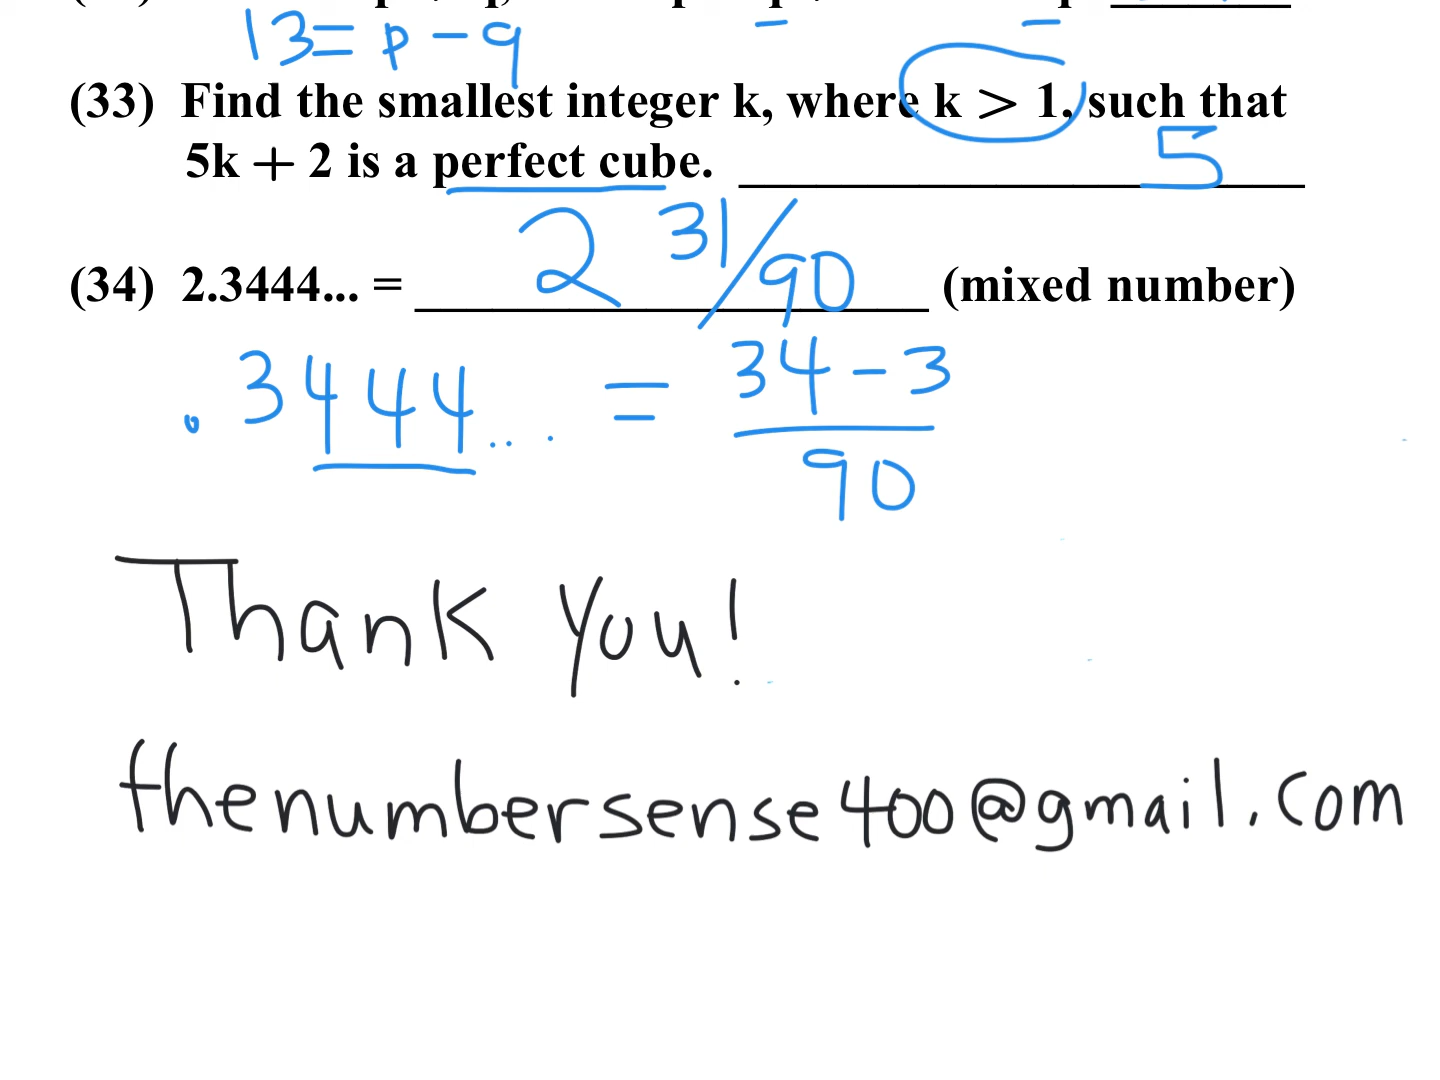 13 = p - q
(33) Find the smallest integer k, where k > 1, such that
5k + 2 is a perfect cube. 5
(34) 2.3444... = 2 31/90 (mixed number)
.3444... = 34 - 3
90
Thank You!
thenumbersense400@gmail.com